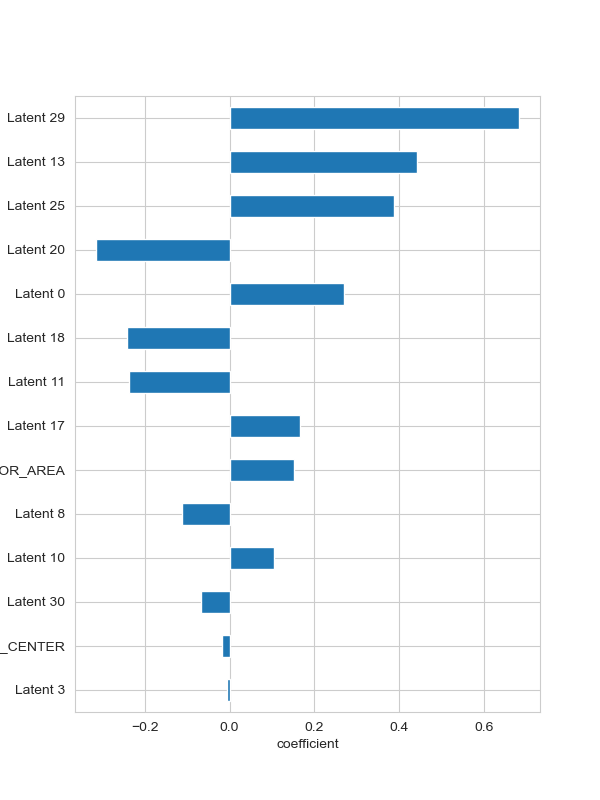 Latent 29
Latent 13
Latent 25
Latent 20
Latent 0
Latent 18
Latent 11
Latent 17
OR_AREA
Latent 8
Latent 10
Latent 30
_CENTER
Latent 3
−0.2 0.0 0.2 0.4 0.6
coefficient